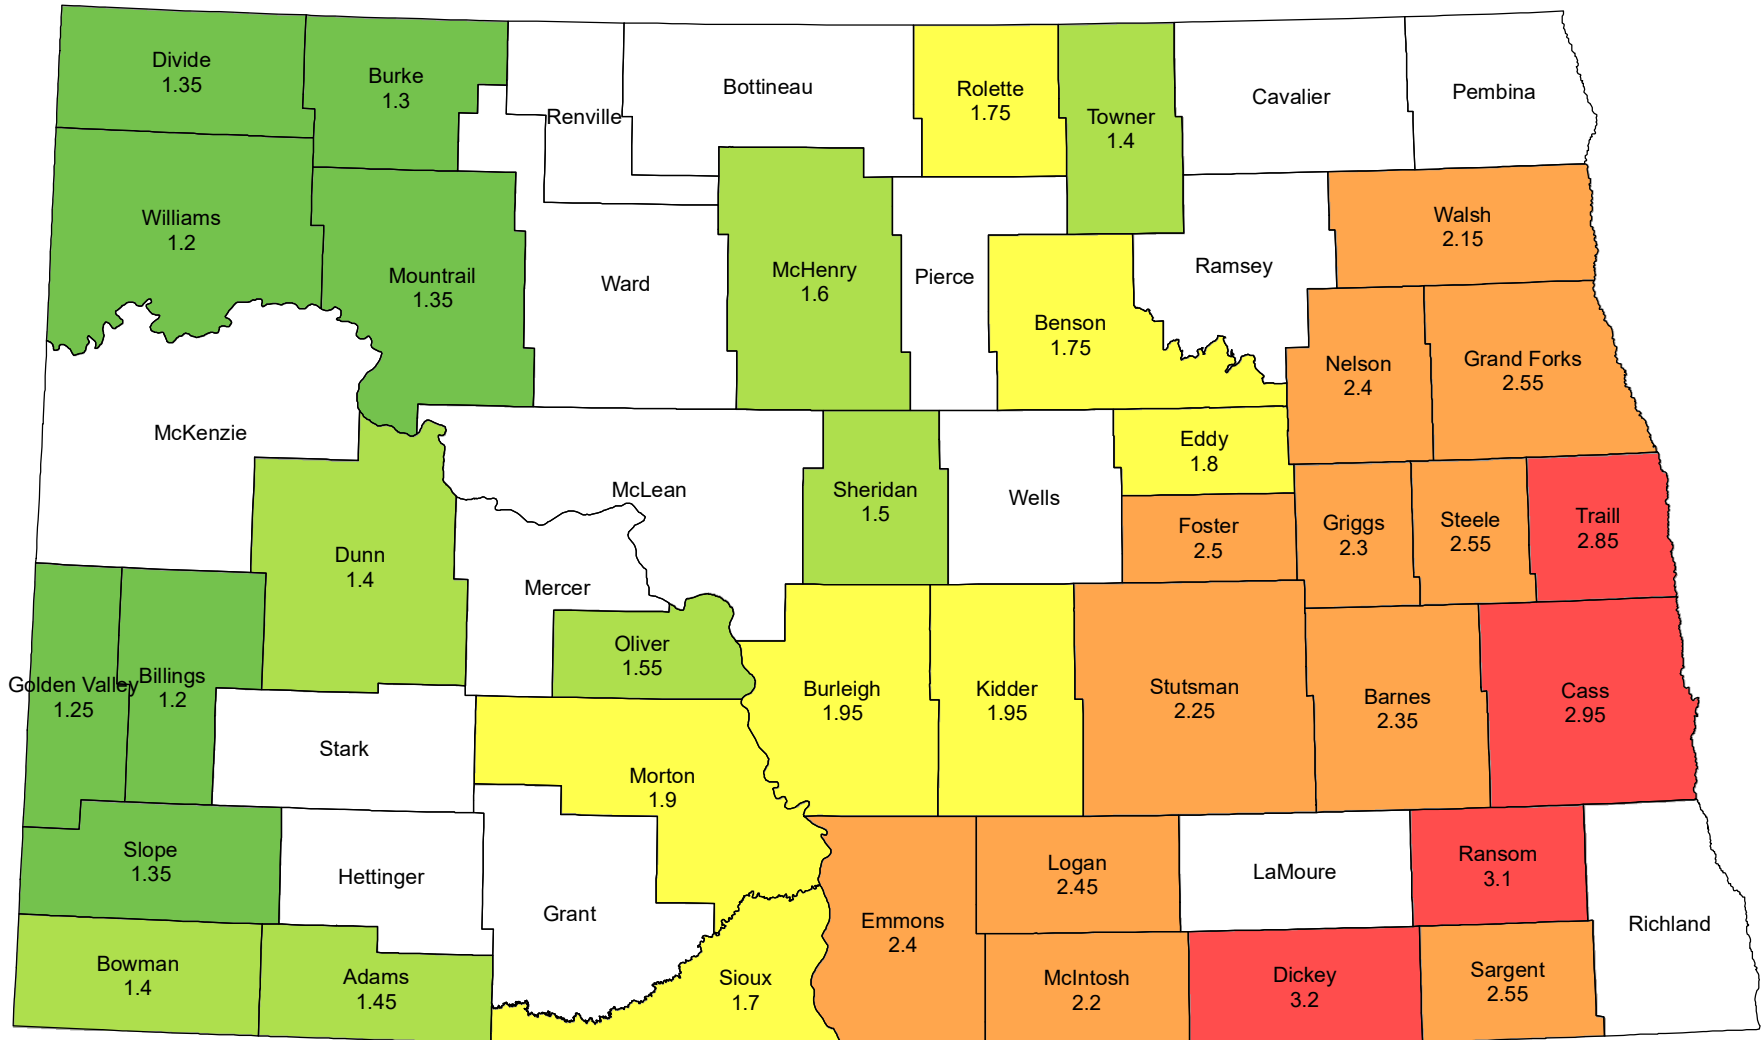 Divide
1.35
Burke
1.3
Renville
Bottineau
Rolette
1.75
Towner
1.4
Cavalier
Pembina
Williams
1.2
Mountrail
1.35
Ward
McHenry
1.6
Pierce
Benson
1.75
Ramsey
Walsh
2.15
Nelson
2.4
Grand Forks
2.55
McKenzie
Dunn
1.4
McLean
Mercer
Sheridan
1.5
Wells
Eddy
1.8
Foster
2.5
Griggs
2.3
Steele
2.55
Traill
2.85
Golden Valley
1.25
Billings
1.2
Stark
Oliver
1.55
Morton
1.9
Burleigh
1.95
Kidder
1.95
Stutsman
2.25
Barnes
2.35
Cass
2.95
Slope
1.35
Hettinger
Grant
Emmons
2.4
Logan
2.45
LaMoure
Ransom
3.1
Richland
Bowman
1.4
Adams
1.45
Sioux
1.7
McIntosh
2.2
Dickey
3.2
Sargent
2.55